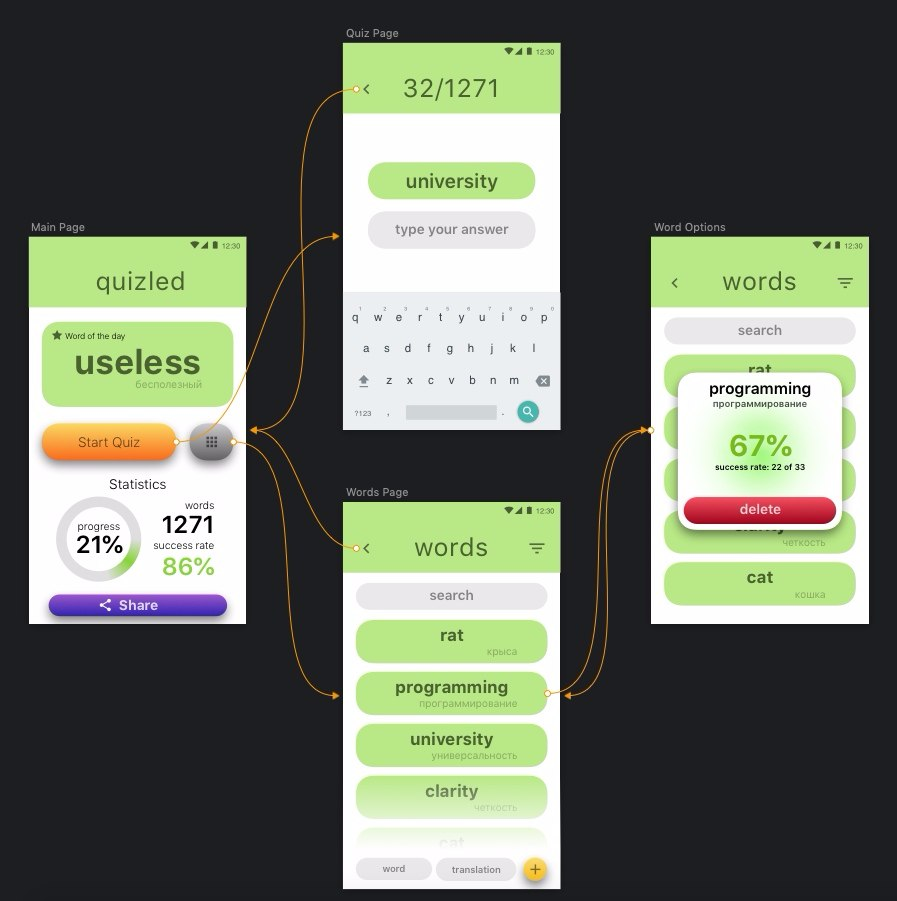 Quiz Page
12:30
32/1271
university
type your answer
q w e r t y u i o p
1 2 3 4 5 6 7 8 9 0
a s d f g h j k l
z x c v b n m
?123 , .
Main Page
12:30
quizled
Word of the day
useless
бесполезный
Start Quiz
Statistics
progress
21%
words
1271
success rate
86%
Share
Words Page
12:30
words
search
rat
крыса
programming
программирование
university
универсальность
clarity
четкость
cat
word
translation
Word Options
12:30
words
search
rat
programming
программирование
67%
success rate: 22 of 33
delete
clarity
четкость
cat
кошка